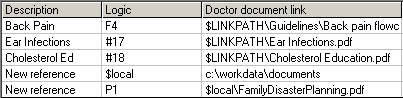 Description Logic Doctor document link
Back Pain F4 $LINKPATH\Guidelines\Back pain flowc
Ear Infections #17 $LINKPATH\Ear Infections.pdf
Cholesterol Ed #18 $LINKPATH\Cholesterol Education.pdf
New reference $local c:\workdata\documents
New reference P1 $local\FamilyDisasterPlanning.pdf